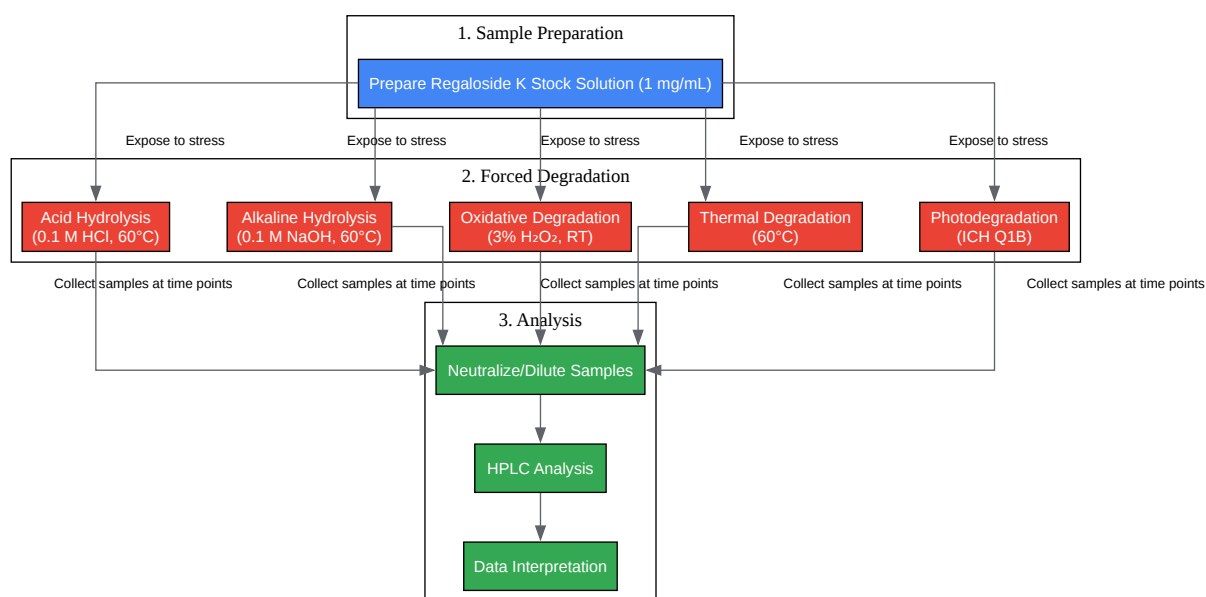 1. Sample Preparation
Prepare Regaloside K Stock Solution (1 mg/mL)
Expose to stress
Expose to stress
Expose to stress
Expose to stress
Expose to stress
2. Forced Degradation
Acid Hydrolysis
(0.1 M HCl, 60°C)
Alkaline Hydrolysis
(0.1 M NaOH, 60°C)
Oxidative Degradation
(3% H₂O₂, RT)
Thermal Degradation
(60°C)
Photodegradation
(ICH Q1B)
Collect samples at time points
Collect samples at time points
Collect samples at time points
Collect samples at time points
Collect samples at time points
3. Analysis
Neutralize/Dilute Samples
HPLC Analysis
Data Interpretation